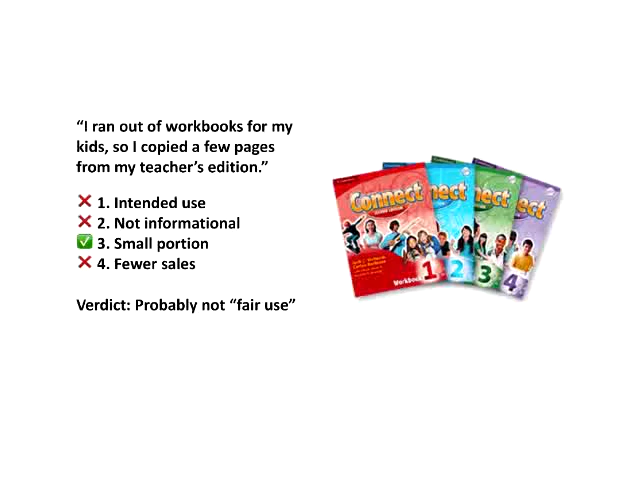 “I ran out of workbooks for my
kids, so I copied a few pages
from my teacher’s edition.”
❌ 1. Intended use
❌ 2. Not informational
✅ 3. Small portion
❌ 4. Fewer sales
Verdict: Probably not “fair use”
Connect
nect
nect
ect
Workbook
1
2
3
4